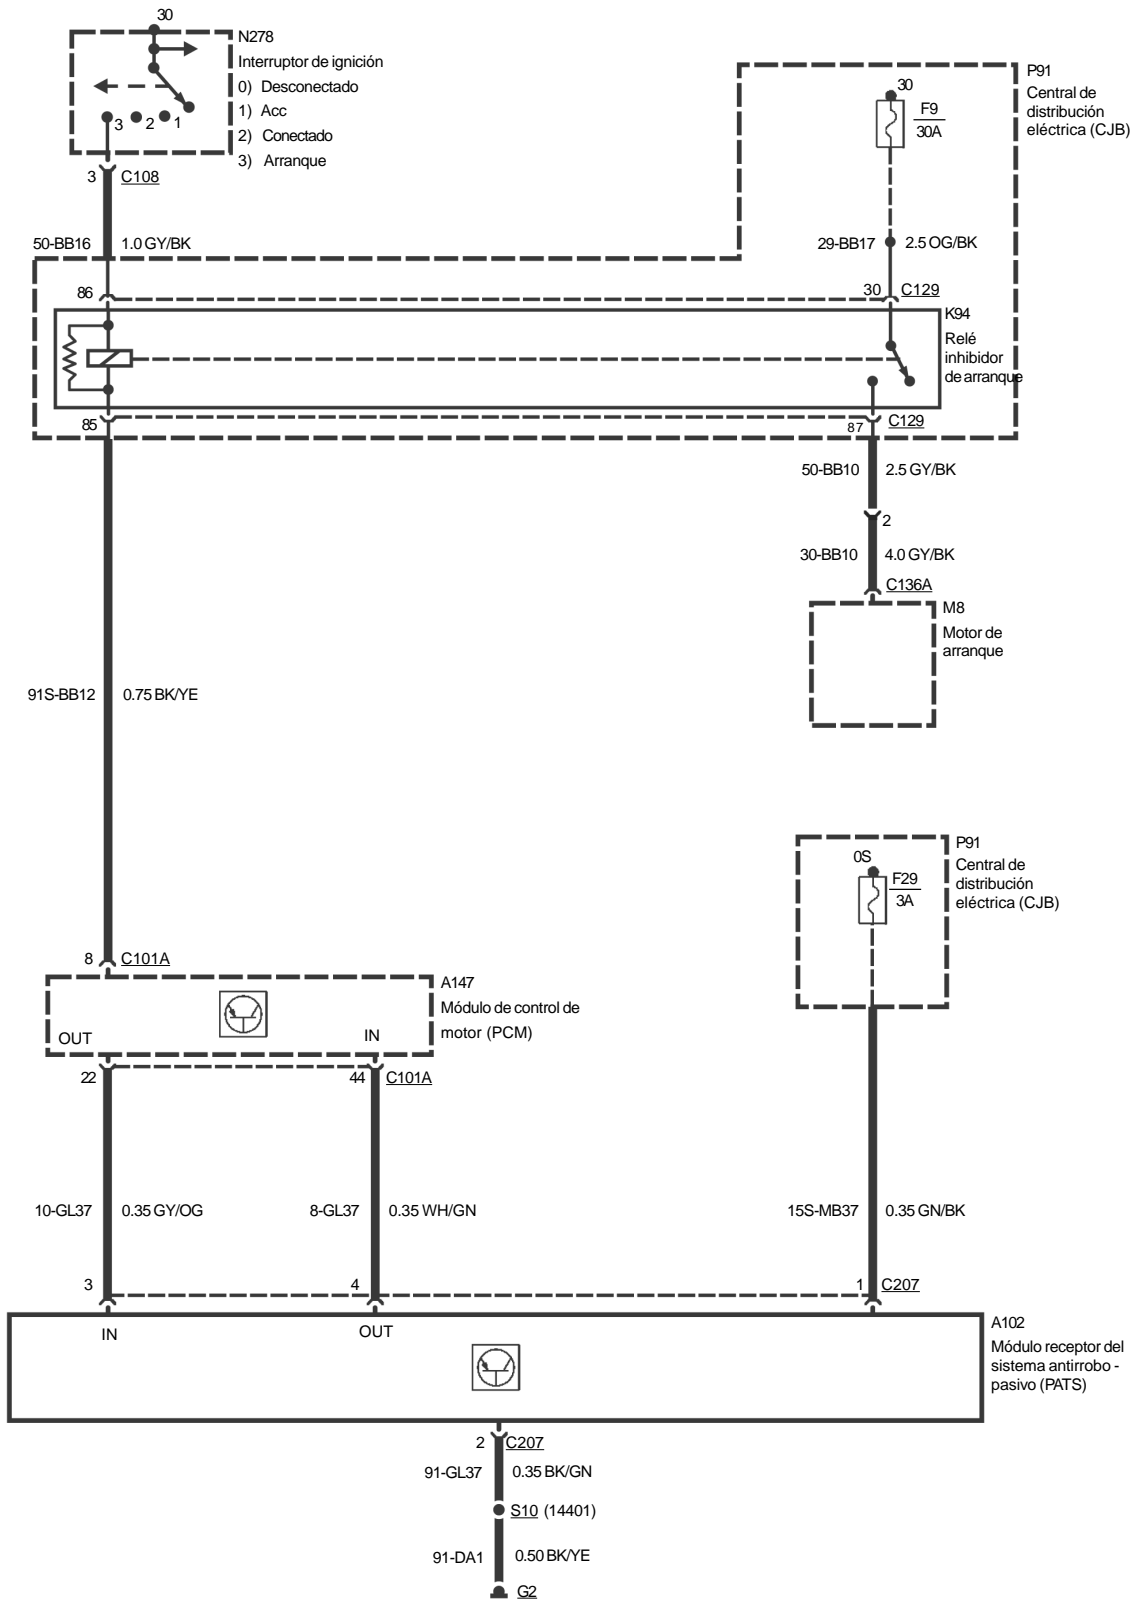 30
N278
Interruptor de ignición
0) Desconectado
1) Acc
2) Conectado
3) Arranque
3 2 1
3 C108
50-BB16 1.0 GY/BK
P91
Central de
distribución
eléctrica (CJB)
30
F9
30A
29-BB17 2.5 OG/BK
86
30 C129
K94
Relé
inhibidor
de arranque
85
87 C129
50-BB10 2.5 GY/BK
2
30-BB10 4.0 GY/BK
C136A
M8
Motor de
arranque
91S-BB12 0.75 BK/YE
P91
Central de
distribución
eléctrica (CJB)
0S
F29
3A
8 C101A
A147
Módulo de control de
motor (PCM)
OUT IN
22 44 C101A
10-GL37 0.35 GY/OG
8-GL37 0.35 WH/GN
15S-MB37 0.35 GN/BK
3 4 1 C207
IN OUT
A102
Módulo receptor del
sistema antirrobo -
pasivo (PATS)
2 C207
91-GL37 0.35 BK/GN
S10 (14401)
91-DA1 0.50 BK/YE
G2